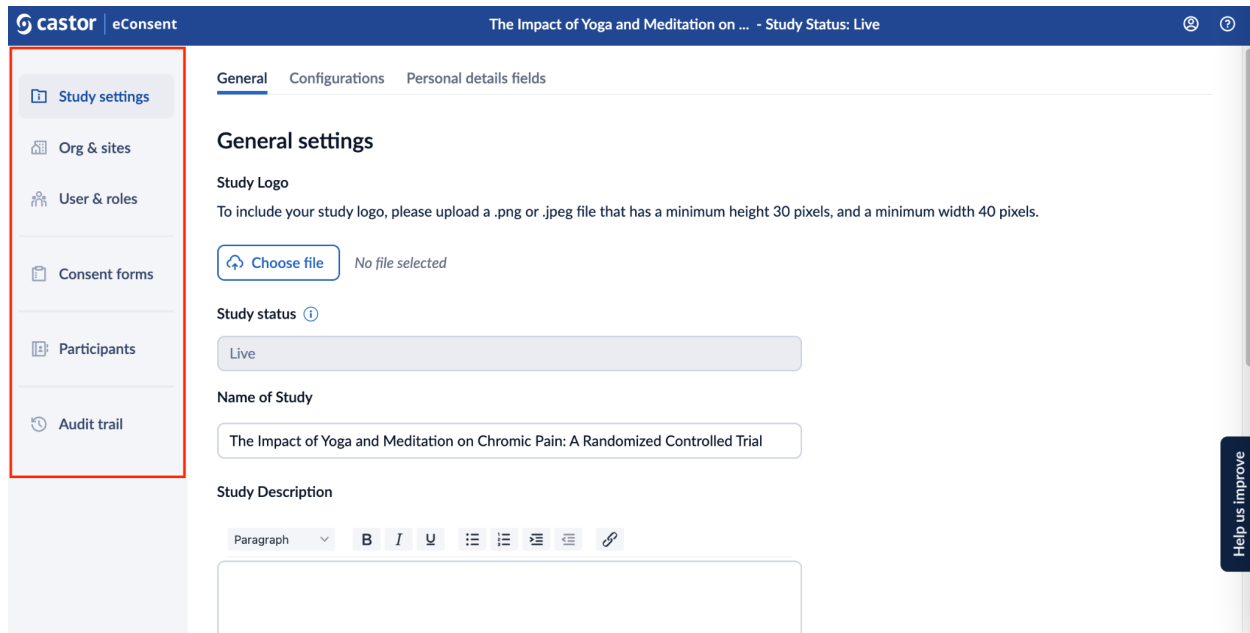 castor eConsent
The Impact of Yoga and Meditation on ... - Study Status: Live
Study settings
Org & sites
User & roles
Consent forms
Participants
Audit trail
General Configurations Personal details fields
General settings
Study Logo
To include your study logo, please upload a .png or .jpeg file that has a minimum height 30 pixels, and a minimum width 40 pixels.
Choose file No file selected
Study status
Live
Name of Study
The Impact of Yoga and Meditation on Chromic Pain: A Randomized Controlled Trial
Study Description
Paragraph B I U
Help us improve